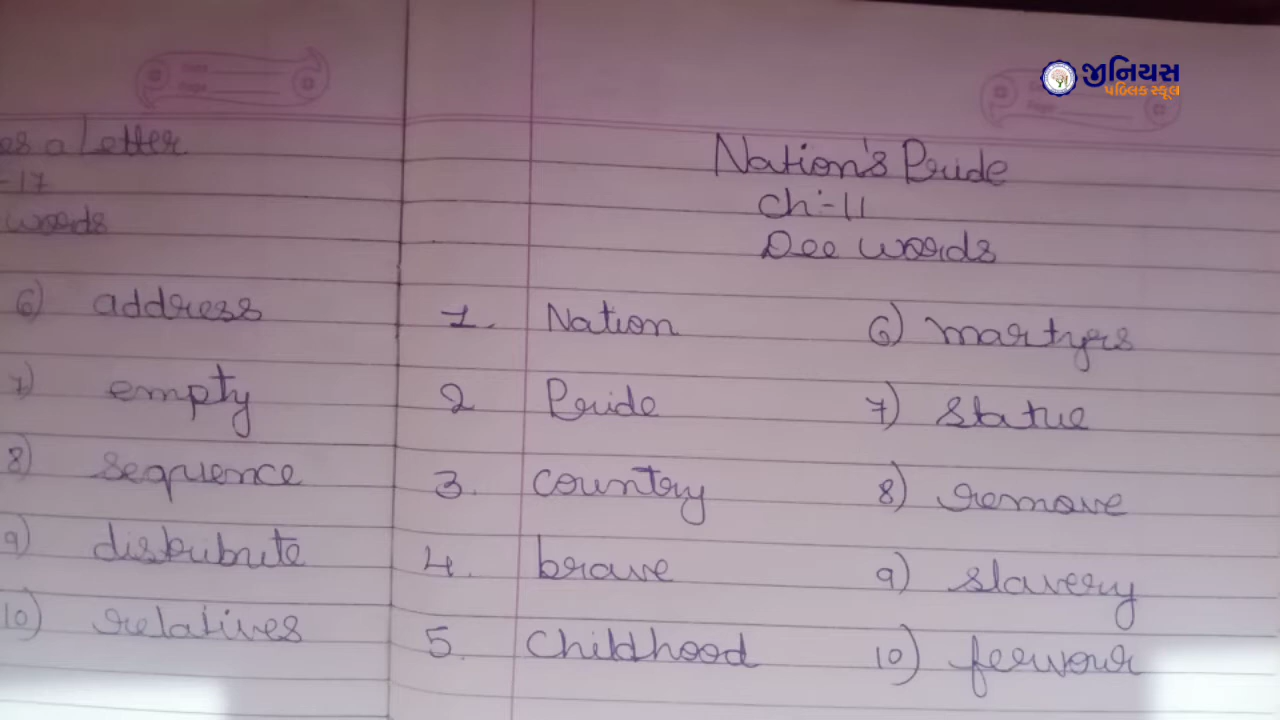 જીનિયસ
પબ્લિક સ્કૂલ
es a Letter
-17
words
6) address
7) empty
8) sequence
9) distribute
10) relatives
Nation's Pride
Ch:-11
Dee words
1. Nation
2 Pride
3. country
4. brave
5. Childhood
6) martyrs
7) statue
8) remove
9) slavery
10) fervour